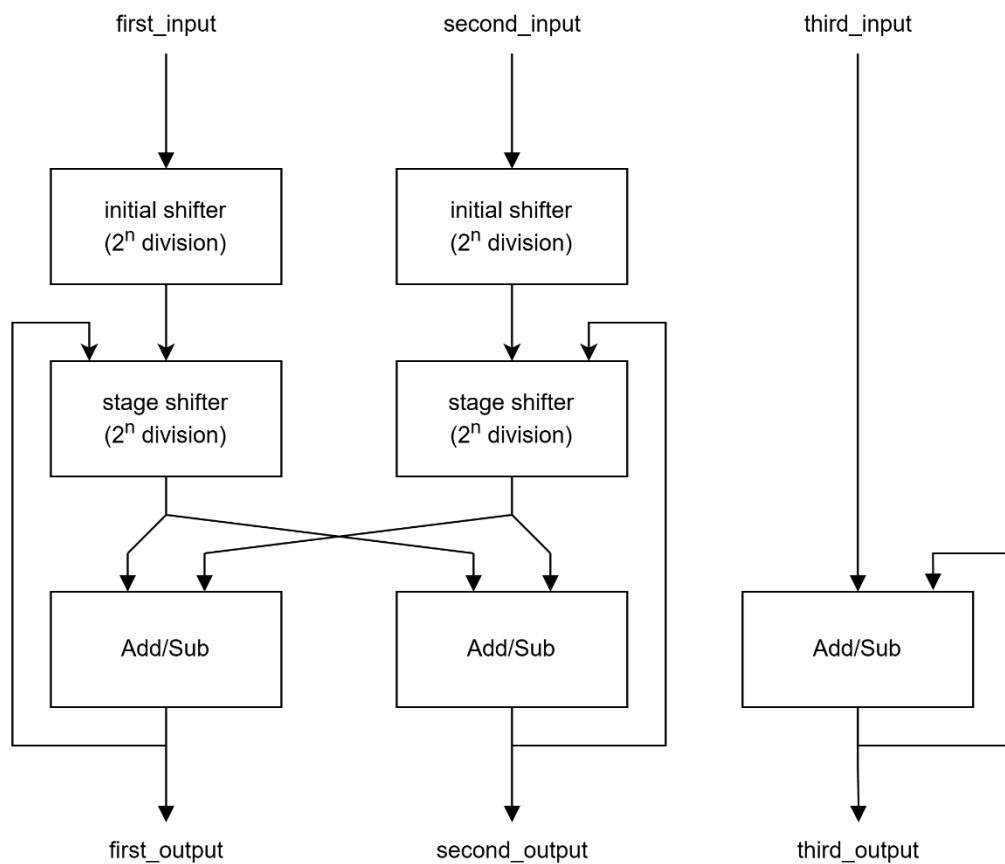 first_input
second_input
third_input
initial shifter
(2ⁿ division)
initial shifter
(2ⁿ division)
stage shifter
(2ⁿ division)
stage shifter
(2ⁿ division)
Add/Sub
Add/Sub
Add/Sub
first_output
second_output
third_output